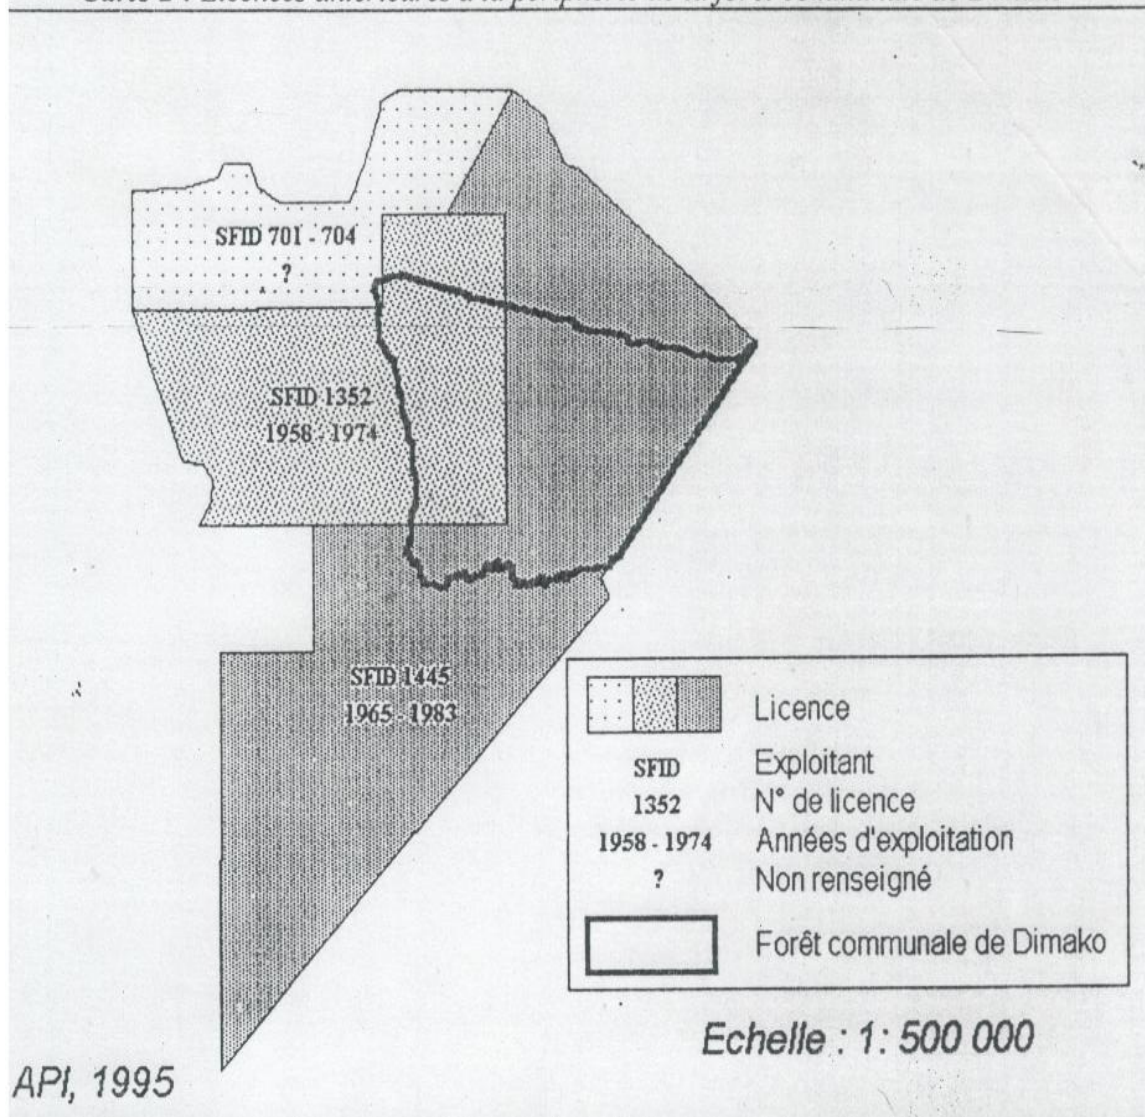 SFID 701 - 704
?
SFID 1352
1958 - 1974
SFID 1445
1965 - 1983
Licence
SFID Exploitant
1352 N° de licence
1958 - 1974 Années d'exploitation
? Non renseigné
Forêt communale de Dimako
Echelle : 1: 500 000
API, 1995